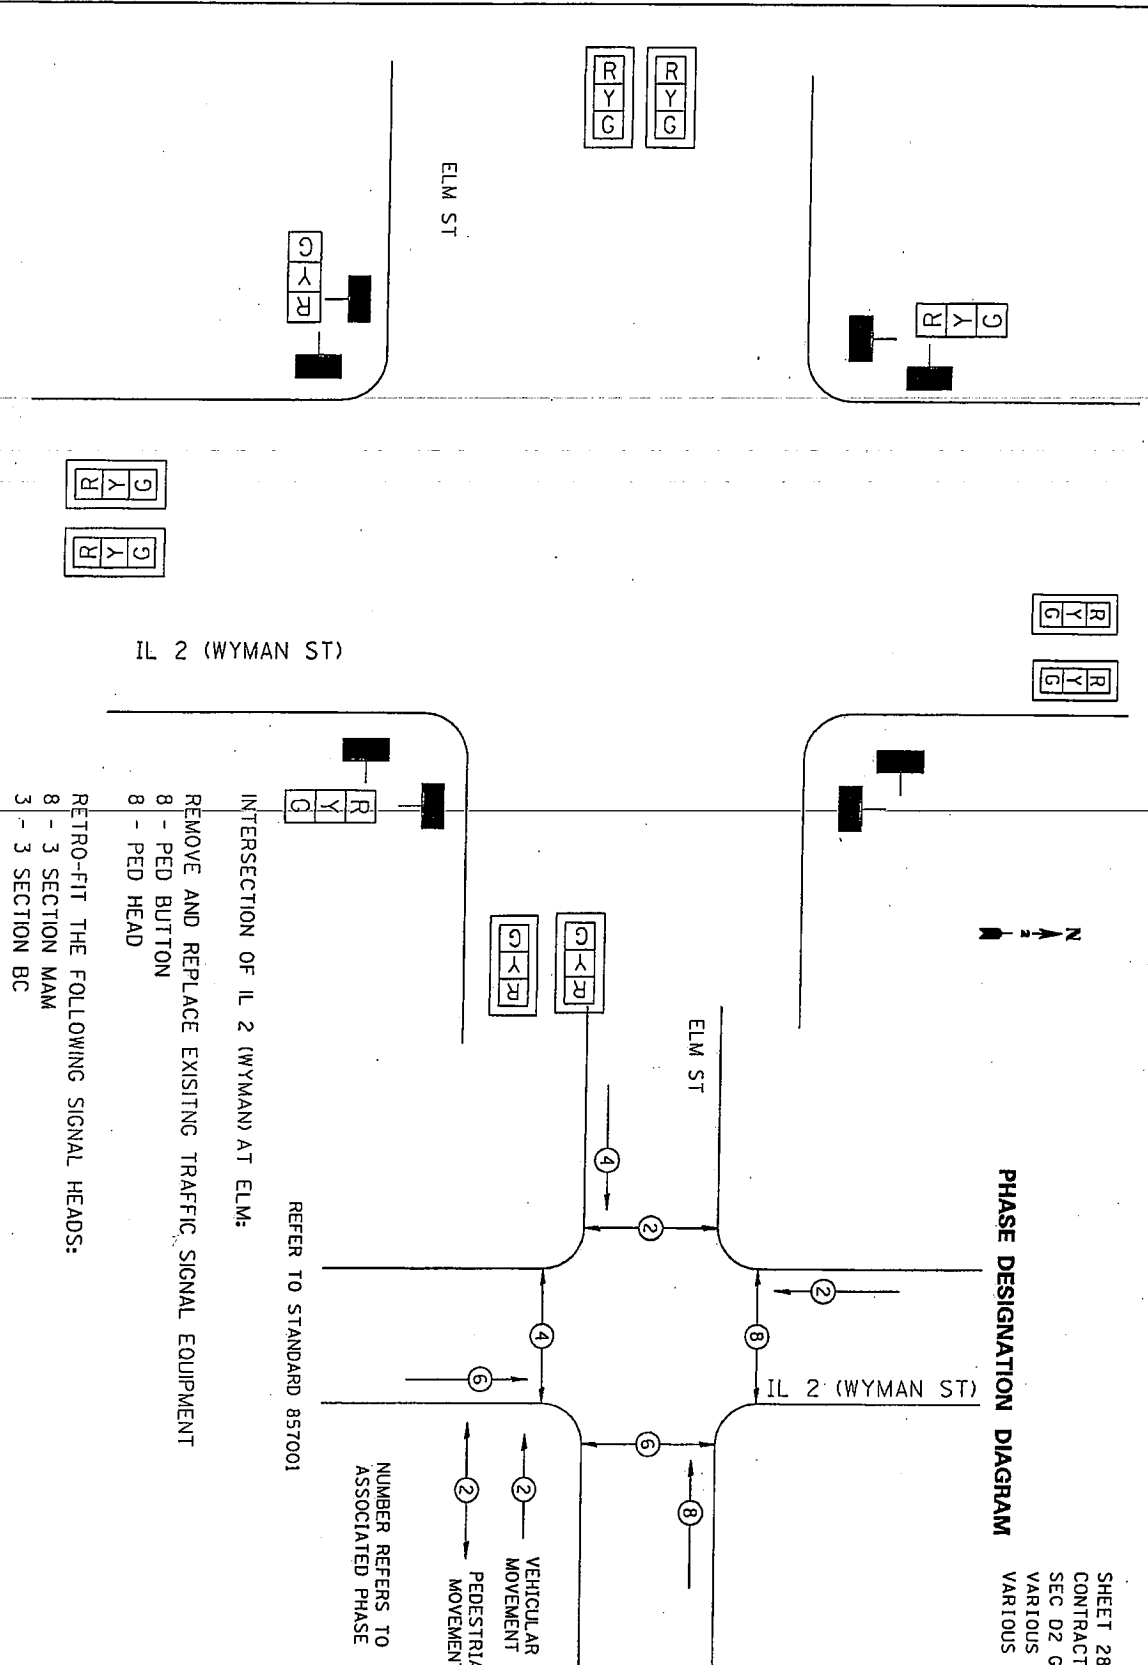 SHEET 28
CONTRACT
SEC D2 G
VARIOUS
VARIOUS
PHASE DESIGNATION DIAGRAM
N
R Y G
R Y G
ELM ST
G Y R
G Y R
G Y R
G Y R
IL 2 (WYMAN ST)
R Y G
R Y G
R Y G
R Y G
G Y R
G Y R
ELM ST
4
2
2
8
4
6
IL 2 (WYMAN ST)
6
8
2
VEHICULAR
MOVEMENT
2
PEDESTRIA
MOVEMENT
NUMBER REFERS TO
ASSOCIATED PHASE
REFER TO STANDARD 857001
INTERSECTION OF IL 2 (WYMAN) AT ELM:
REMOVE AND REPLACE EXISITNG TRAFFIC SIGNAL EQUIPMENT
8 - PED BUTTON
8 - PED HEAD
RETRO-FIT THE FOLLOWING SIGNAL HEADS:
8 - 3 SECTION MAM
3 - 3 SECTION BC